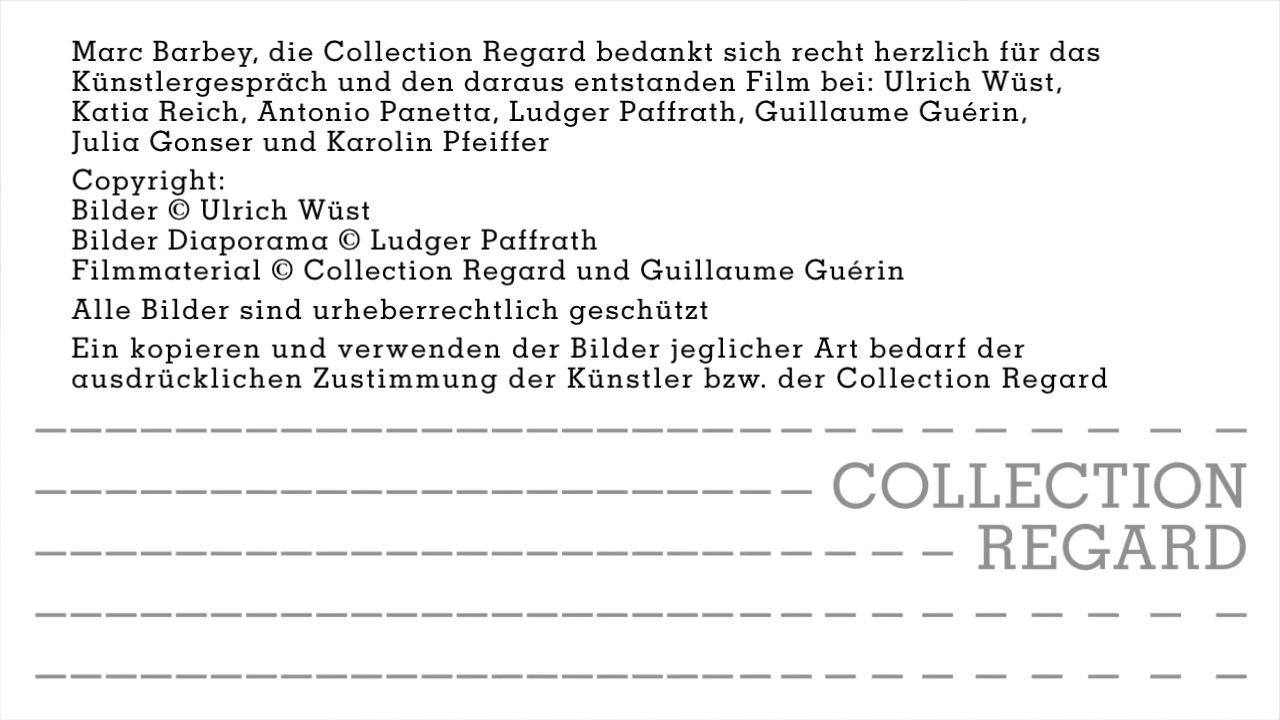 Marc Barbey, die Collection Regard bedankt sich recht herzlich für das
Künstlergespräch und den daraus entstanden Film bei: Ulrich Wüst,
Katia Reich, Antonio Panetta, Ludger Paffrath, Guillaume Guérin,
Julia Gonser und Karolin Pfeiffer
Copyright:
Bilder © Ulrich Wüst
Bilder Diaporama © Ludger Paffrath
Filmmaterial © Collection Regard und Guillaume Guérin
Alle Bilder sind urheberrechtlich geschützt
Ein kopieren und verwenden der Bilder jeglicher Art bedarf der
ausdrücklichen Zustimmung der Künstler bzw. der Collection Regard
COLLECTION
REGARD